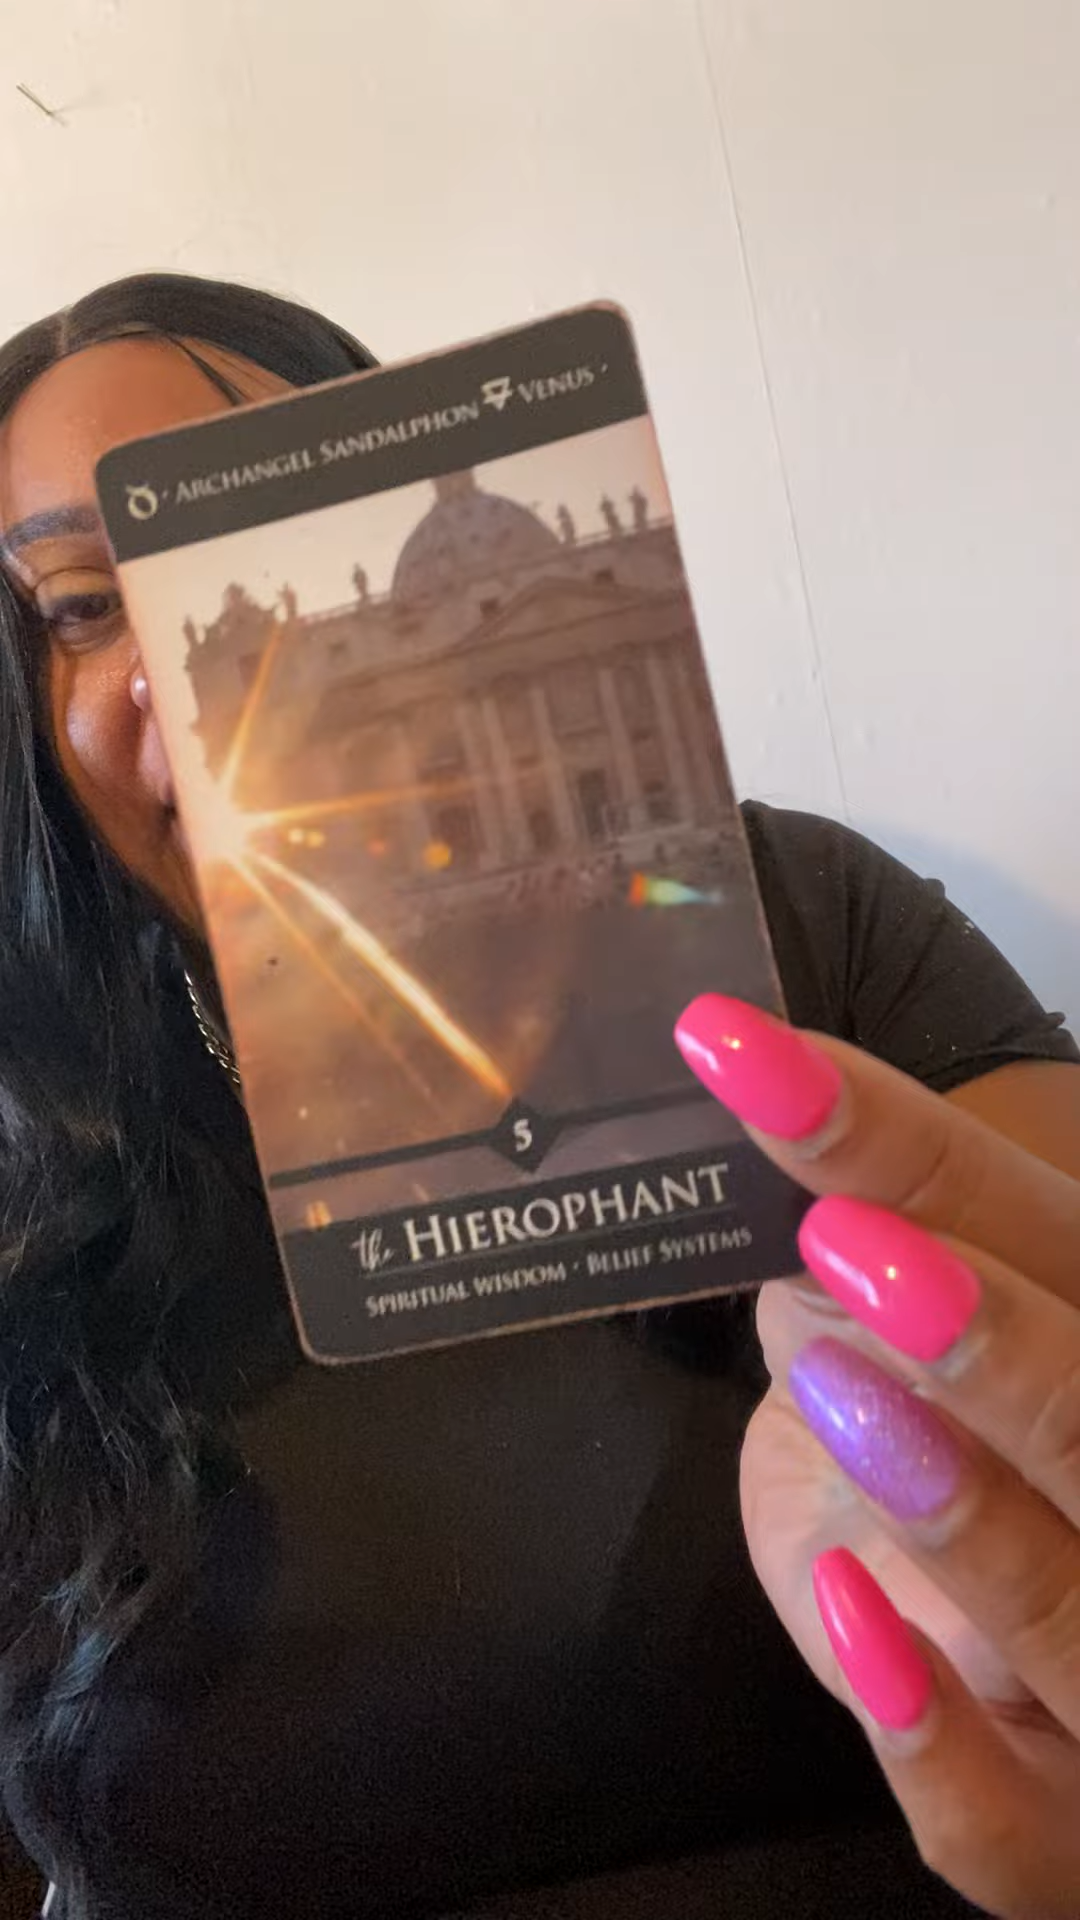 ♉ · ARCHANGEL SANDALPHON 🜃 VENUS ·
5
the HIEROPHANT
SPIRITUAL WISDOM · BELIEF SYSTEMS